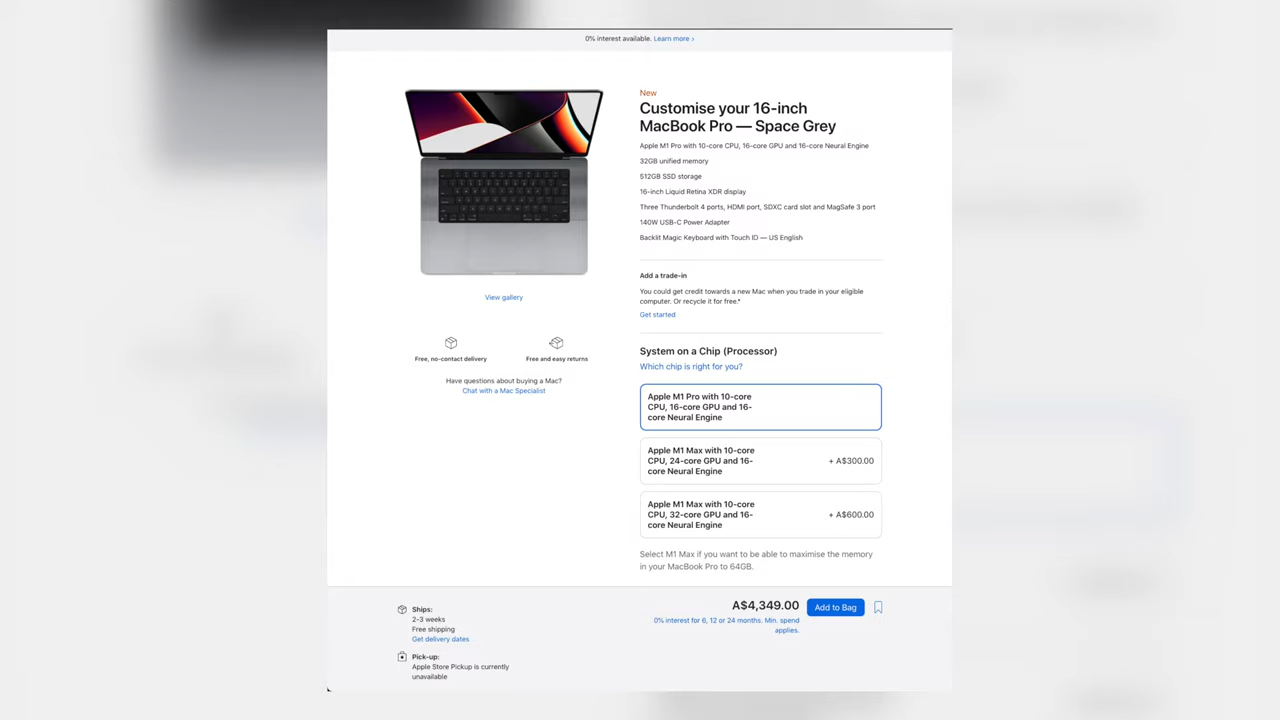 0% interest available. Learn more >
New
Customise your 16-inch
MacBook Pro — Space Grey
Apple M1 Pro with 10-core CPU, 16-core GPU and 16-core Neural Engine
32GB unified memory
512GB SSD storage
16-inch Liquid Retina XDR display
Three Thunderbolt 4 ports, HDMI port, SDXC card slot and MagSafe 3 port
140W USB-C Power Adapter
Backlit Magic Keyboard with Touch ID — US English
View gallery
Free, no-contact delivery
Free and easy returns
Have questions about buying a Mac?
Chat with a Mac Specialist
Add a trade-in
You could get credit towards a new Mac when you trade in your eligible
computer. Or recycle it for free.*
Get started
System on a Chip (Processor)
Which chip is right for you?
Apple M1 Pro with 10-core
CPU, 16-core GPU and 16-
core Neural Engine
Apple M1 Max with 10-core
CPU, 24-core GPU and 16-
core Neural Engine
+ A$300.00
Apple M1 Max with 10-core
CPU, 32-core GPU and 16-
core Neural Engine
+ A$600.00
Select M1 Max if you want to be able to maximise the memory
in your MacBook Pro to 64GB.
Ships:
2-3 weeks
Free shipping
Get delivery dates
Pick-up:
Apple Store Pickup is currently
unavailable
A$4,349.00
Add to Bag
0% interest for 6, 12 or 24 months. Min. spend
applies.